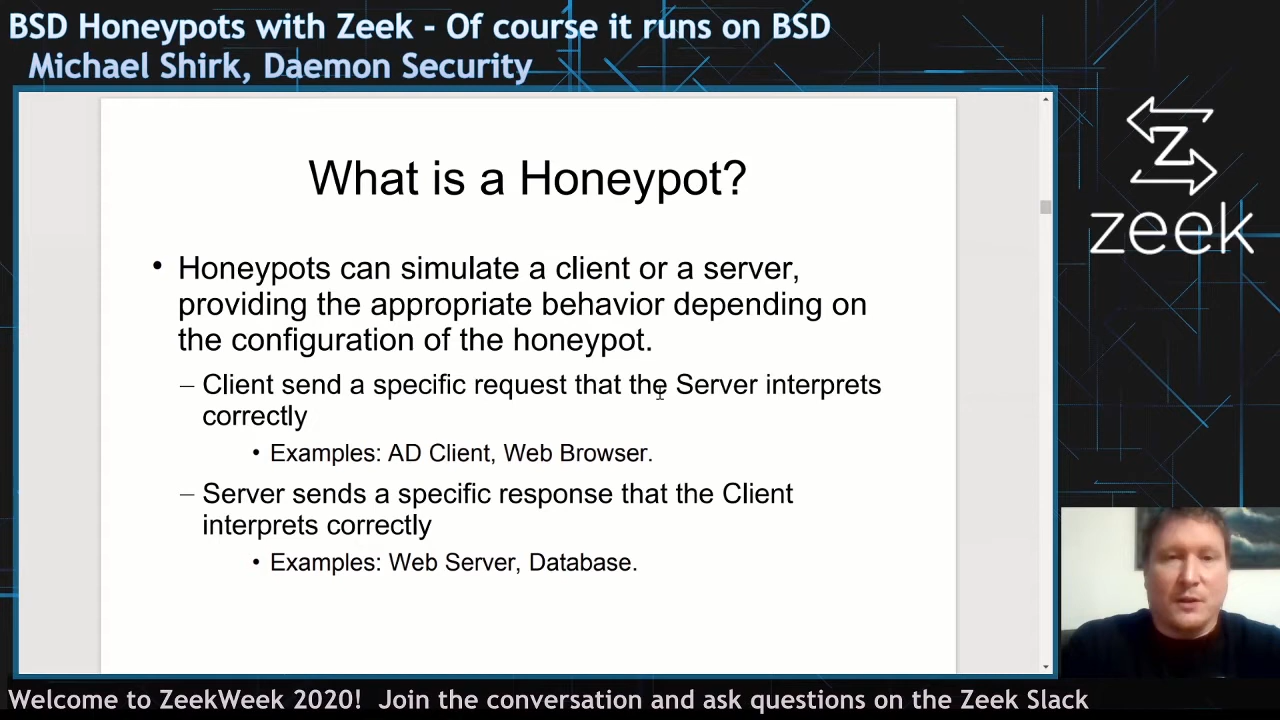 BSD Honeypots with Zeek - Of course it runs on BSD
Michael Shirk, Daemon Security
zeek
What is a Honeypot?
• Honeypots can simulate a client or a server,
providing the appropriate behavior depending on
the configuration of the honeypot.
– Client send a specific request that the Server interprets
correctly
• Examples: AD Client, Web Browser.
– Server sends a specific response that the Client
interprets correctly
• Examples: Web Server, Database.
Welcome to ZeekWeek 2020! Join the conversation and ask questions on the Zeek Slack